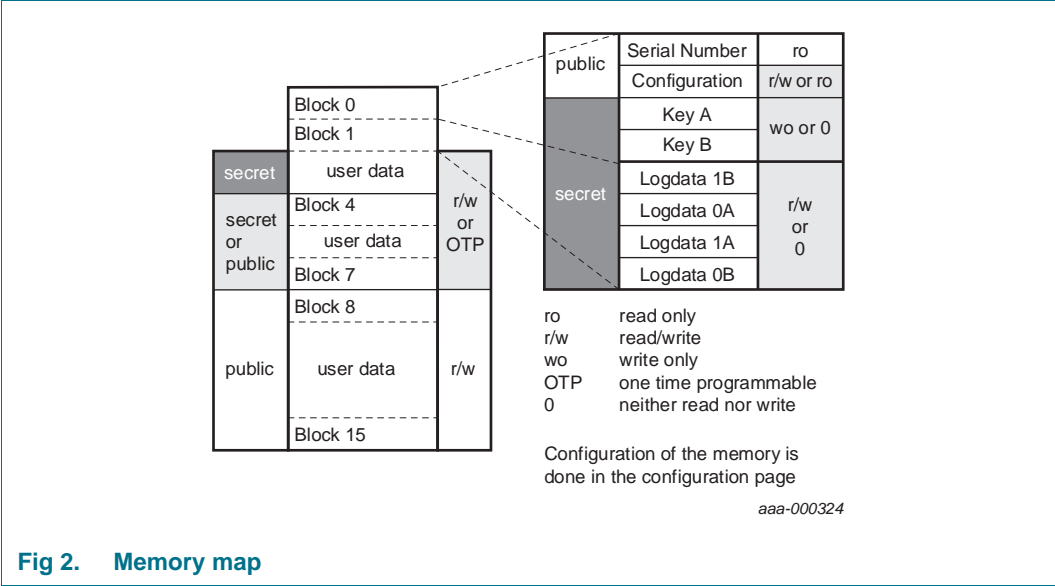 Block 0
Block 1
secret
user data
r/w
or
OTP
secret
or
public
Block 4
user data
Block 7
Block 8
public
user data
r/w
Block 15
public
Serial Number
ro
Configuration
r/w or ro
secret
Key A
wo or 0
Key B
Logdata 1B
r/w
or
0
Logdata 0A
Logdata 1A
Logdata 0B
ro read only
r/w read/write
wo write only
OTP one time programmable
0 neither read nor write
Configuration of the memory is
done in the configuration page
aaa-000324
Fig 2. Memory map